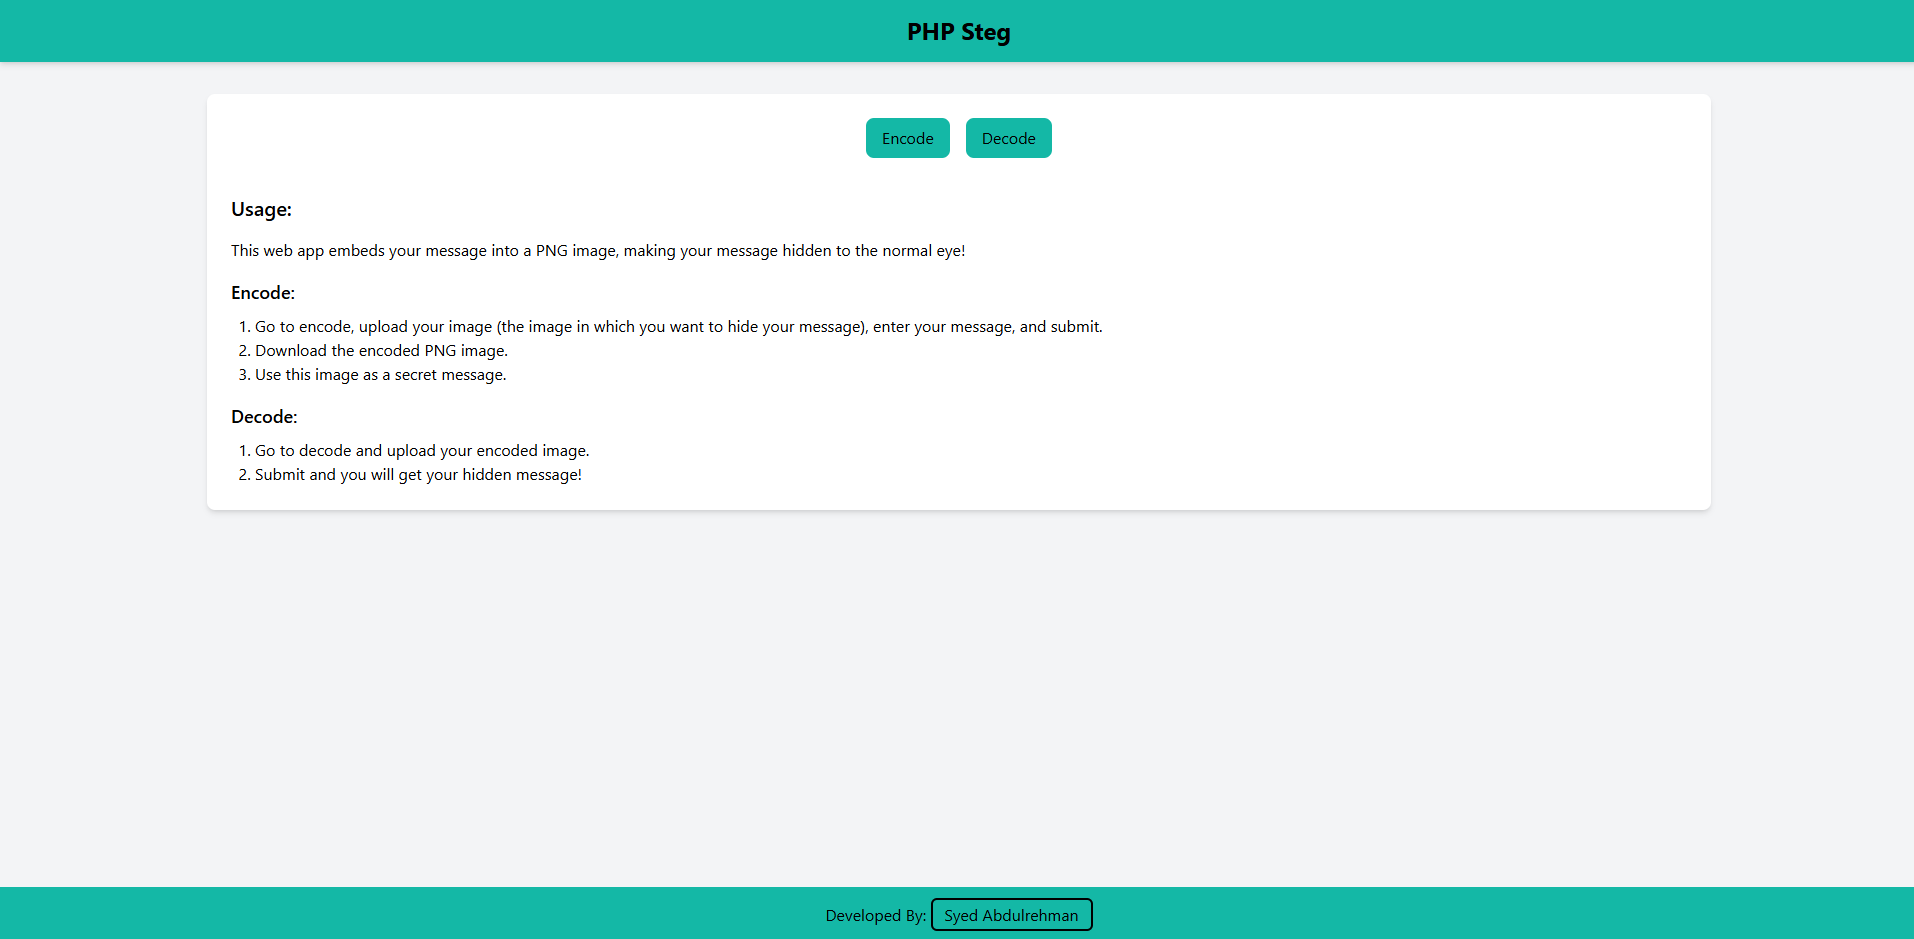 PHP Steg
Encode Decode
Usage:
This web app embeds your message into a PNG image, making your message hidden to the normal eye!
Encode:
1. Go to encode, upload your image (the image in which you want to hide your message), enter your message, and submit.
2. Download the encoded PNG image.
3. Use this image as a secret message.
Decode:
1. Go to decode and upload your encoded image.
2. Submit and you will get your hidden message!
Developed By: Syed Abdulrehman